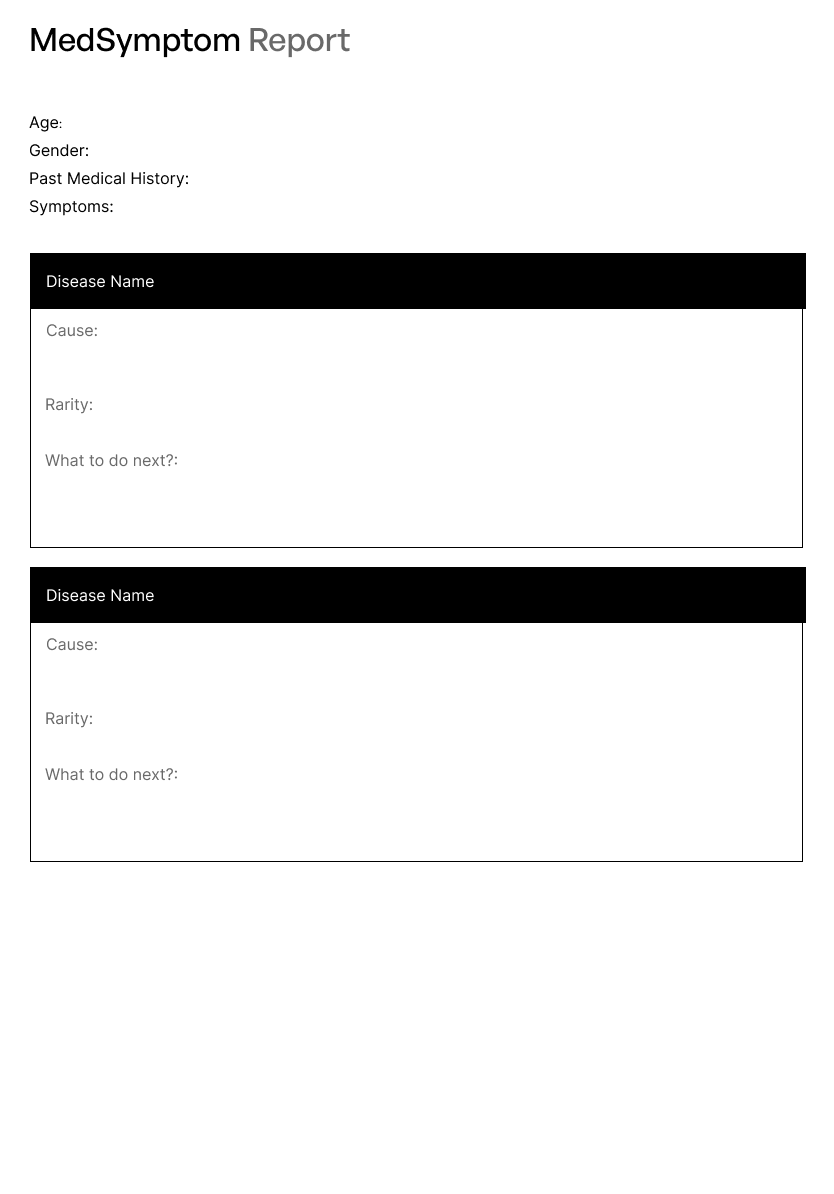 MedSymptom Report
Age:
Gender:
Past Medical History:
Symptoms:
Disease Name
Cause:
Rarity:
What to do next?:
Disease Name
Cause:
Rarity:
What to do next?: